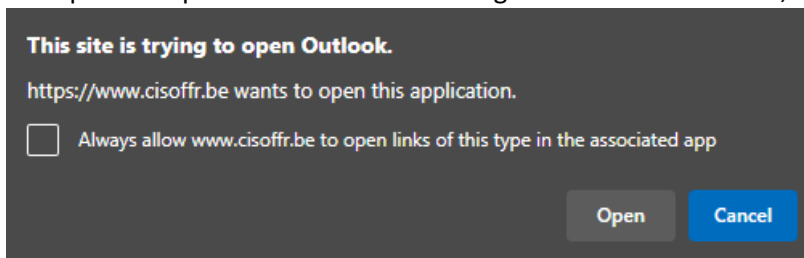 This site is trying to open Outlook.
https://www.cisoffr.be wants to open this application.
Always allow www.cisoffr.be to open links of this type in the associated app
Open Cancel